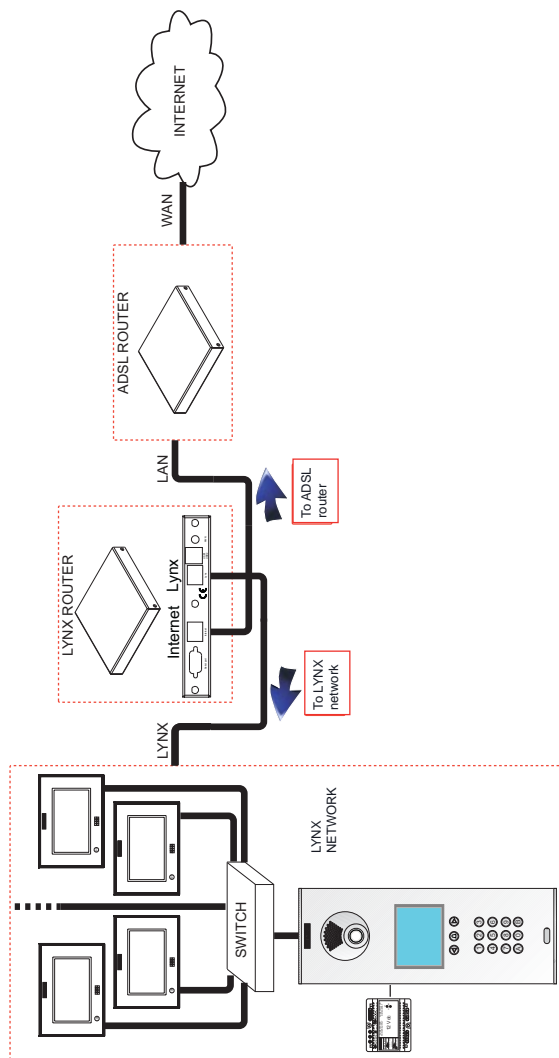 INTERNET
WAN
ADSL ROUTER
LAN
To ADSL
router
LYNX ROUTER
Internet
Lynx
CE
LYNX
To LYNX
network
LYNX
NETWORK
SWITCH